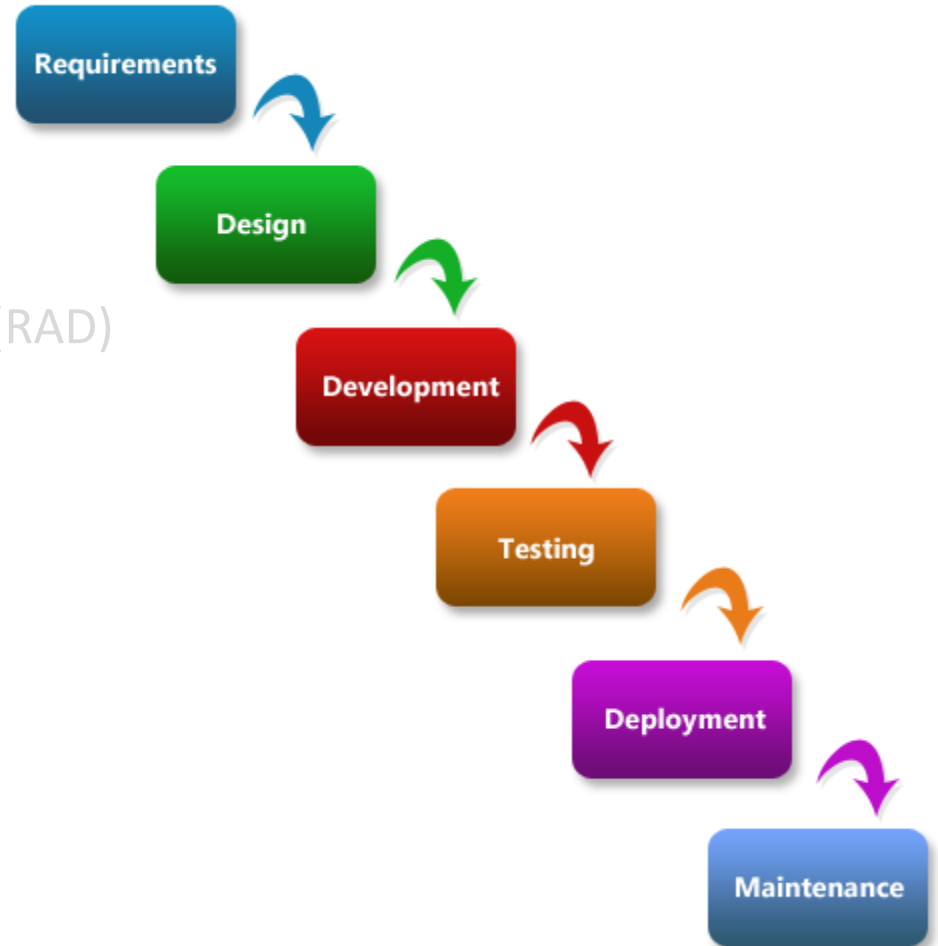 Requirements
Design
(RAD)
Development
Testing
Deployment
Maintenance